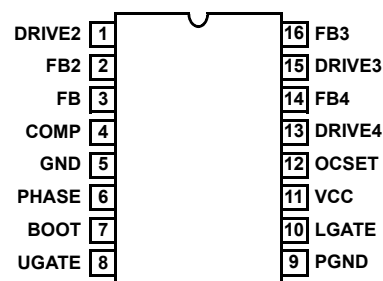 DRIVE2 1
FB2 2
FB 3
COMP 4
GND 5
PHASE 6
BOOT 7
UGATE 8
16 FB3
15 DRIVE3
14 FB4
13 DRIVE4
12 OCSET
11 VCC
10 LGATE
9 PGND